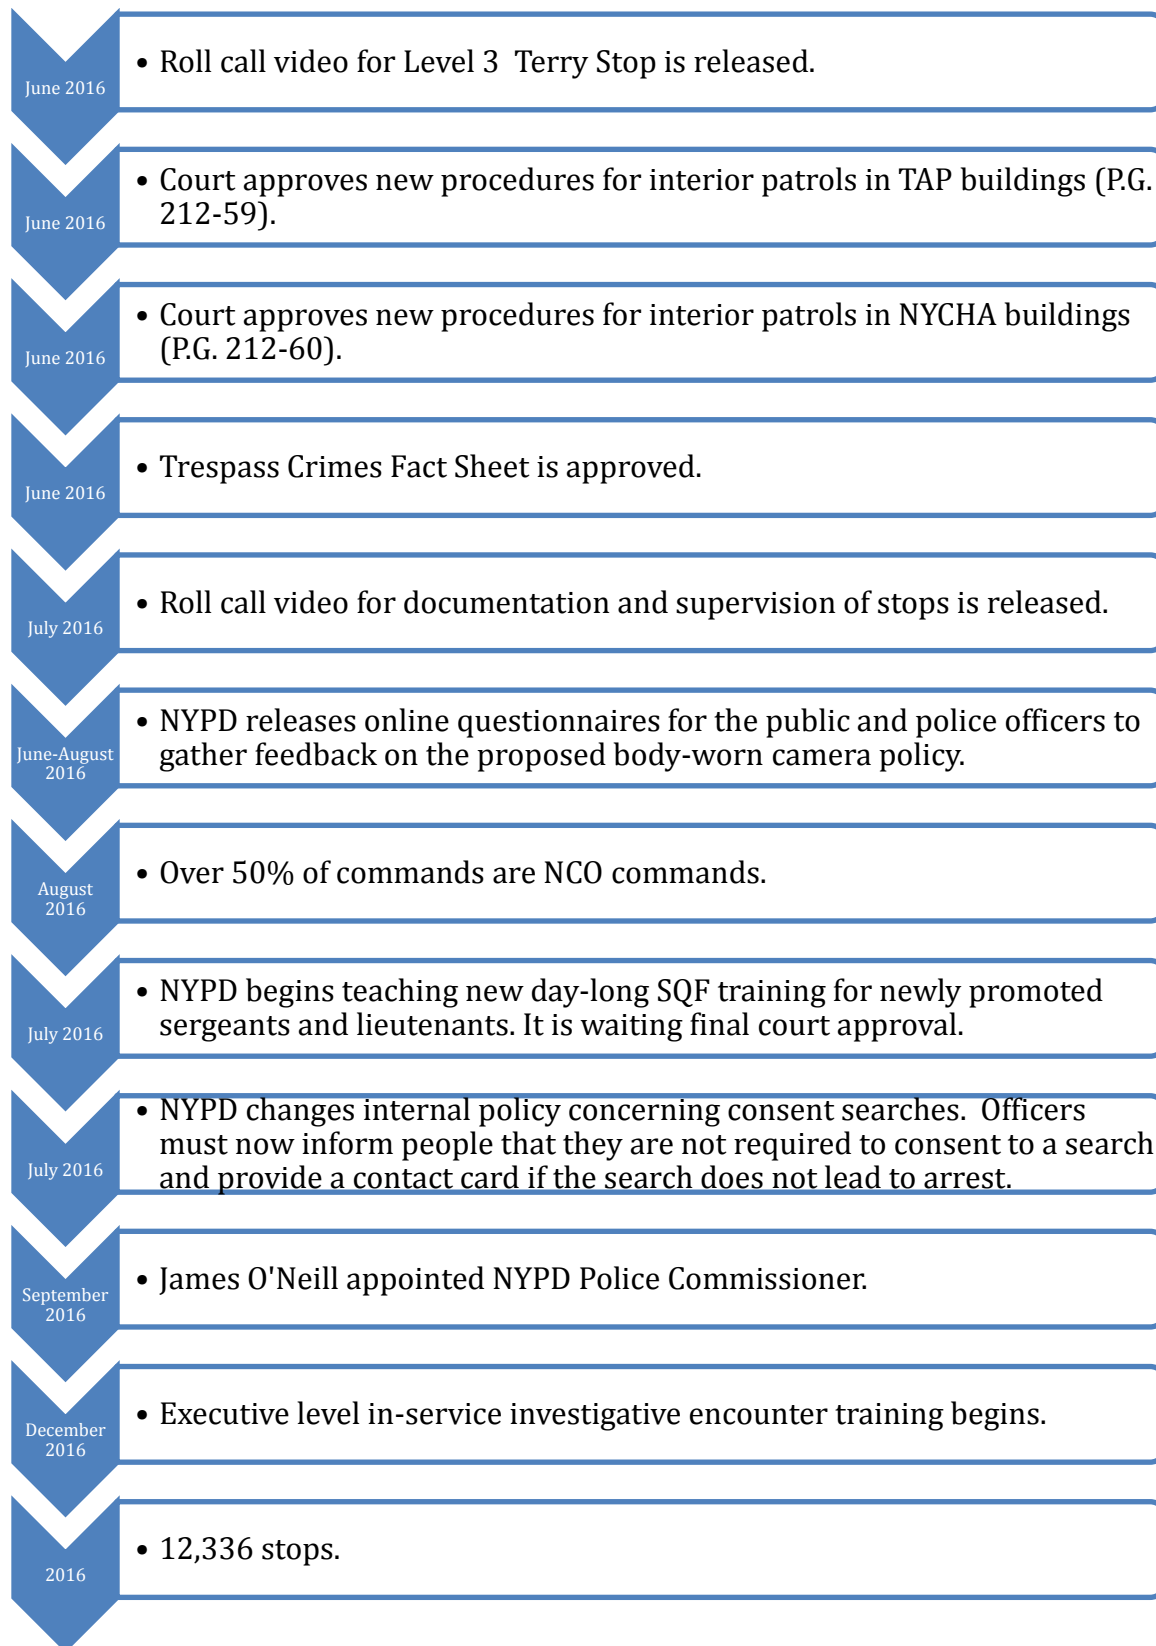 June 2016
• Roll call video for Level 3  Terry Stop is released.
June 2016
• Court approves new procedures for interior patrols in TAP buildings (P.G.
212-59).
June 2016
• Court approves new procedures for interior patrols in NYCHA buildings
(P.G. 212-60).
June 2016
• Trespass Crimes Fact Sheet is approved.
July 2016
• Roll call video for documentation and supervision of stops is released.
June-August
2016
• NYPD releases online questionnaires for the public and police officers to
gather feedback on the proposed body-worn camera policy.
August
2016
• Over 50% of commands are NCO commands.
July 2016
• NYPD begins teaching new day-long SQF training for newly promoted
sergeants and lieutenants. It is waiting final court approval.
July 2016
• NYPD changes internal policy concerning consent searches.  Officers
must now inform people that they are not required to consent to a search
and provide a contact card if the search does not lead to arrest.
September
2016
• James O'Neill appointed NYPD Police Commissioner.
December
2016
• Executive level in-service investigative encounter training begins.
2016
• 12,336 stops.